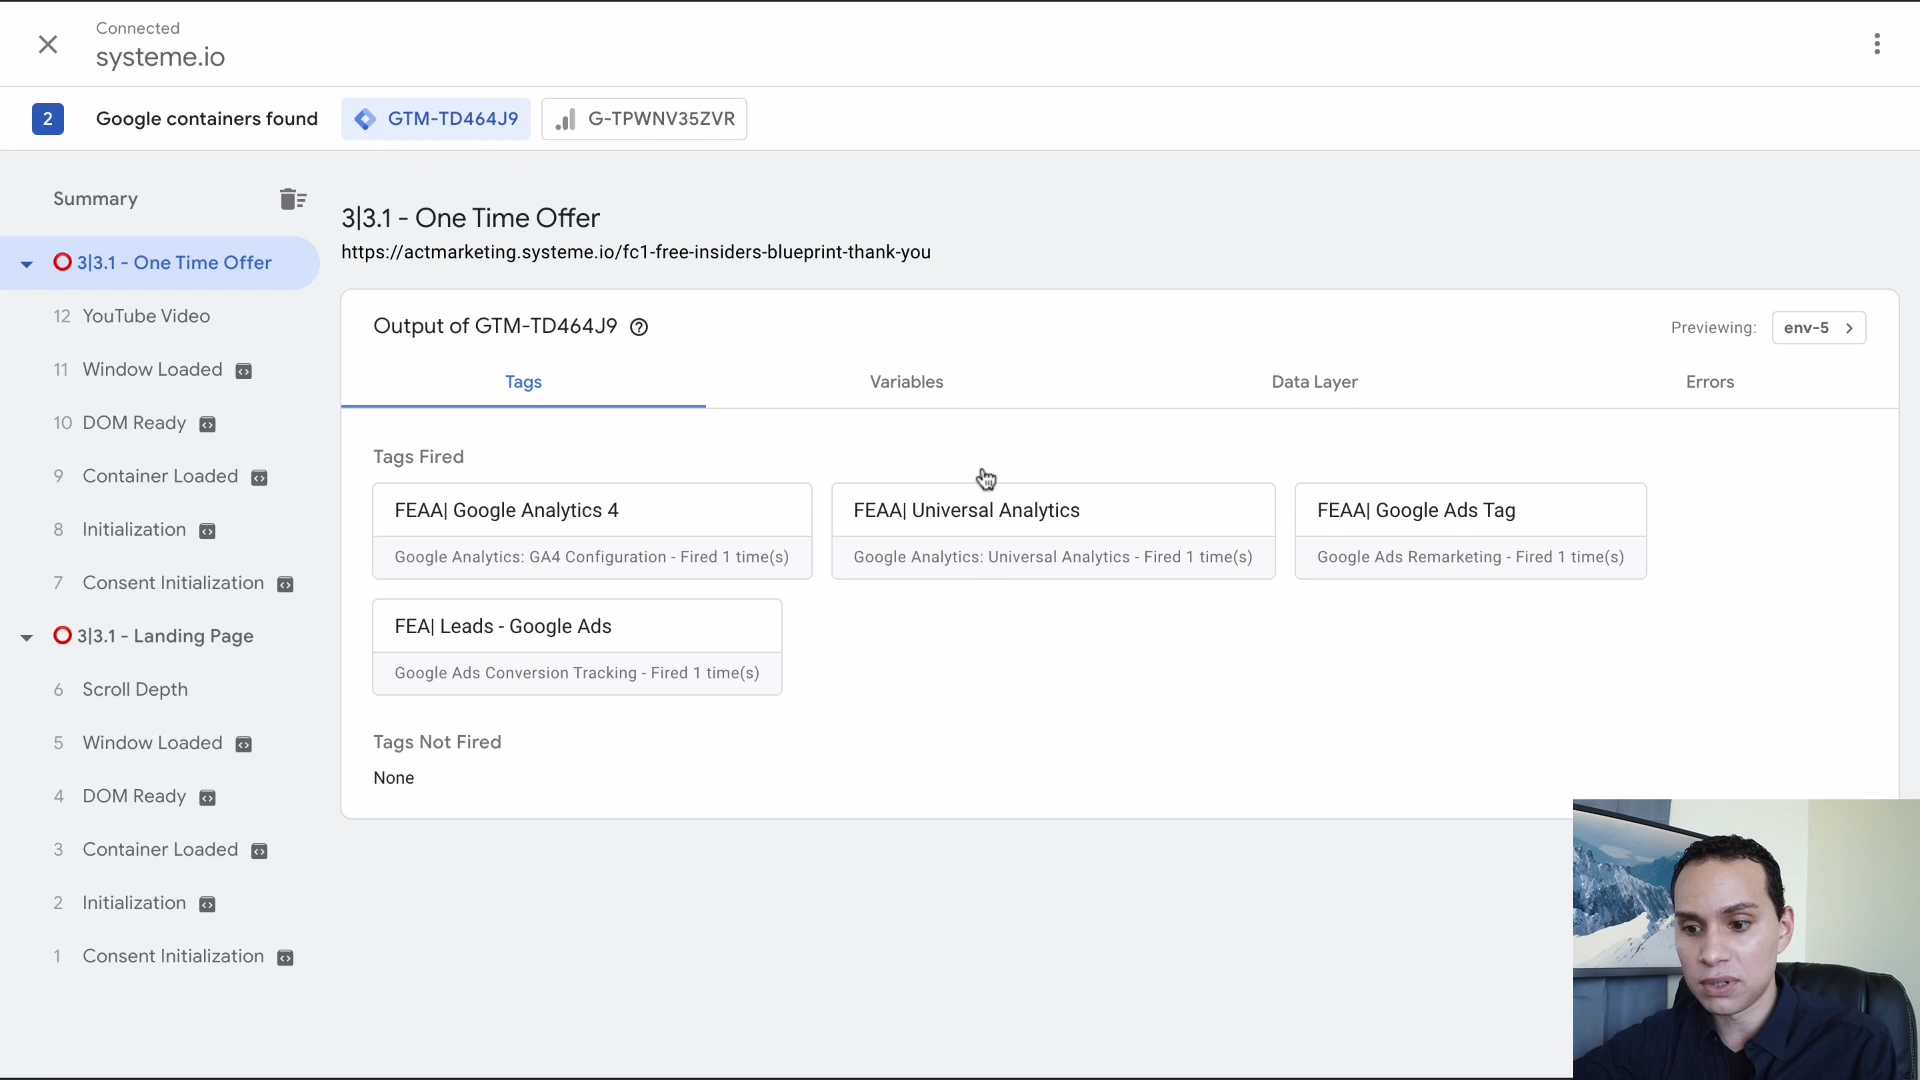 Connected
systeme.io
2 Google containers found GTM-TD464J9 G-TPWNV35ZVR
Summary
3|3.1 - One Time Offer
12 YouTube Video
11 Window Loaded
10 DOM Ready
9 Container Loaded
8 Initialization
7 Consent Initialization
3|3.1 - Landing Page
6 Scroll Depth
5 Window Loaded
4 DOM Ready
3 Container Loaded
2 Initialization
1 Consent Initialization
3|3.1 - One Time Offer
https://actmarketing.systeme.io/fc1-free-insiders-blueprint-thank-you
Output of GTM-TD464J9
Previewing: env-5
Tags Variables Data Layer Errors
Tags Fired
FEAA| Google Analytics 4
Google Analytics: GA4 Configuration - Fired 1 time(s)
FEAA| Universal Analytics
Google Analytics: Universal Analytics - Fired 1 time(s)
FEAA| Google Ads Tag
Google Ads Remarketing - Fired 1 time(s)
FEA| Leads - Google Ads
Google Ads Conversion Tracking - Fired 1 time(s)
Tags Not Fired
None